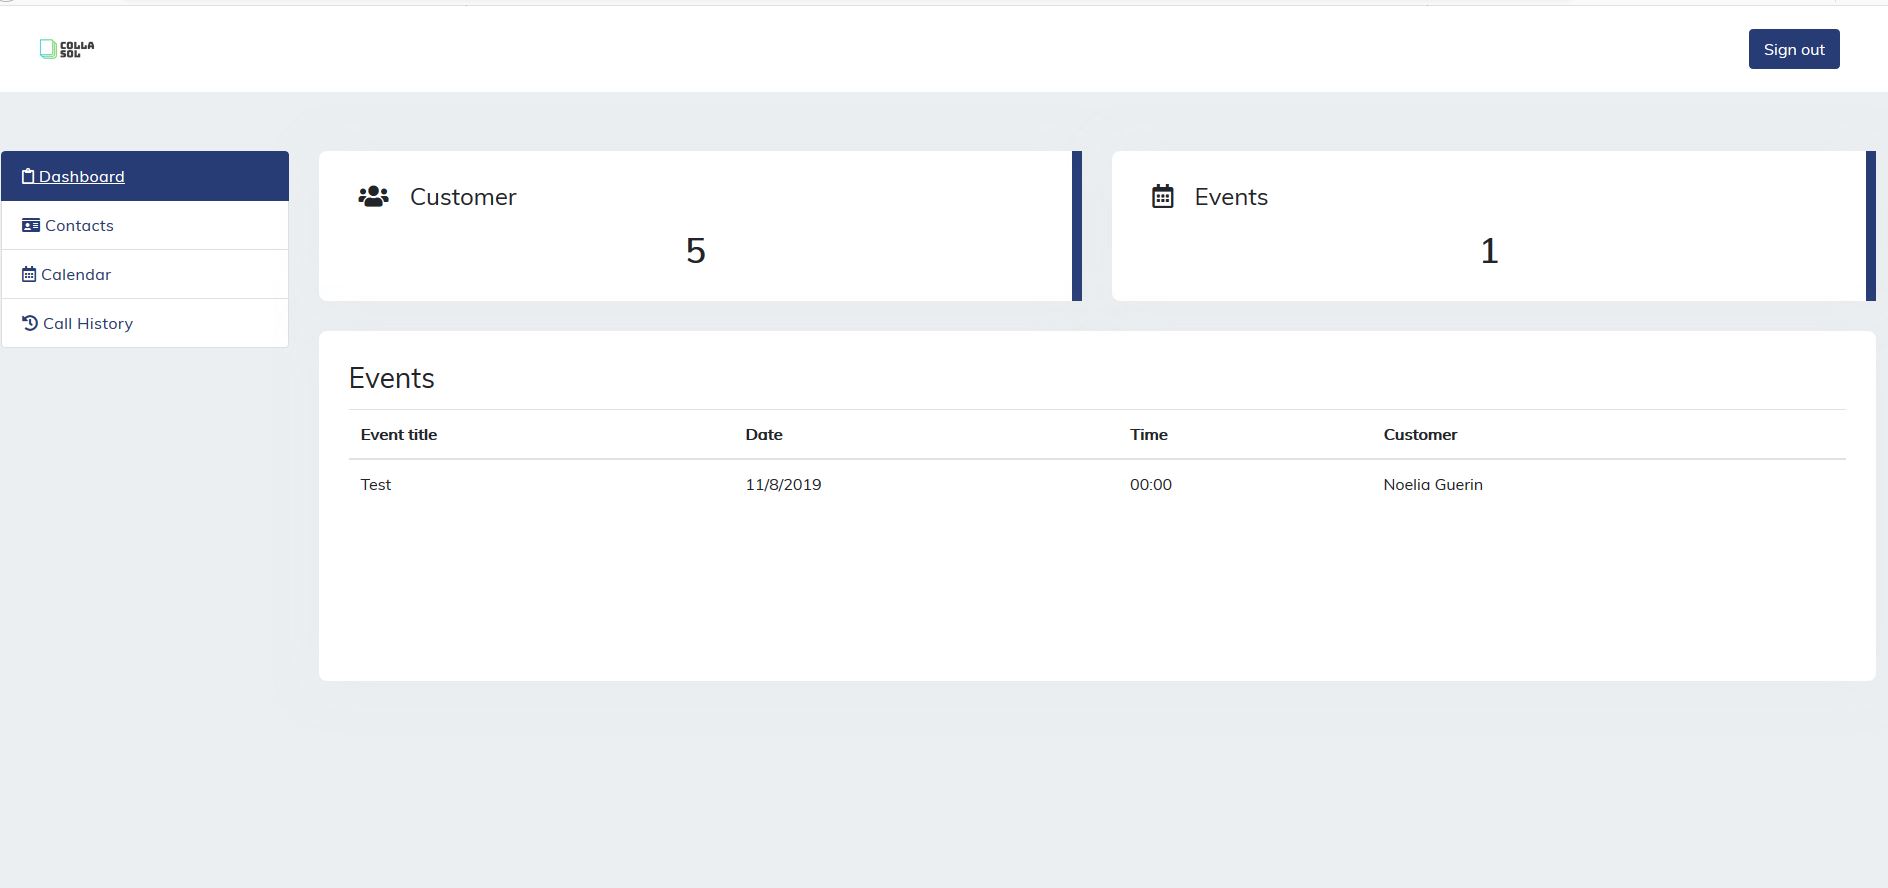 COLLA
SOL
Sign out
Dashboard
Contacts
Calendar
Call History
Customer
5
Events
1
Events
Event title Date Time Customer
Test 11/8/2019 00:00 Noelia Guerin